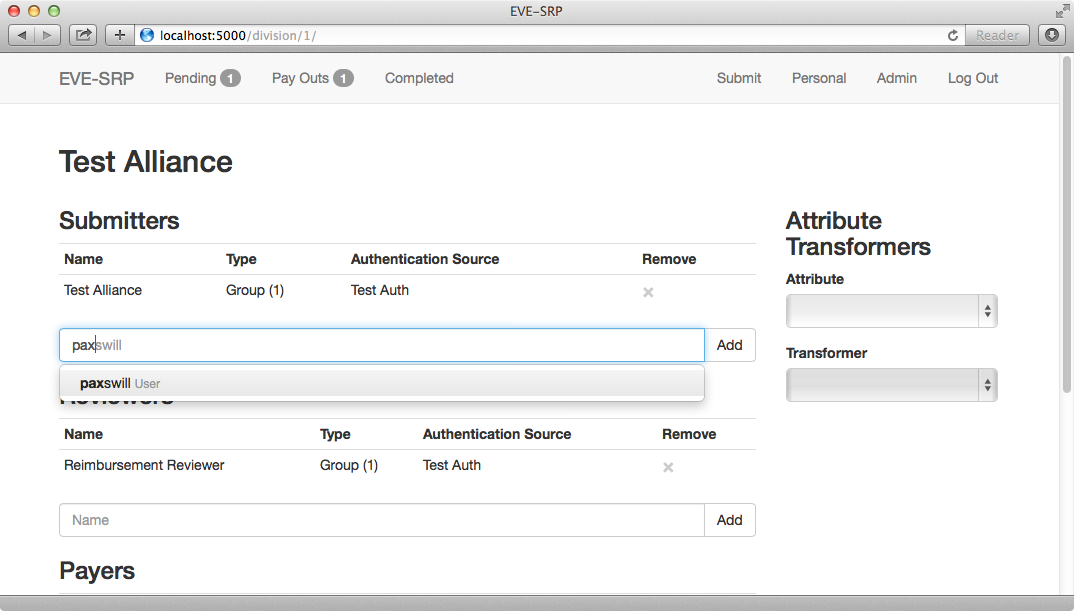 EVE-SRP
localhost:5000/division/1/
Reader
EVE-SRP Pending 1 Pay Outs 1 Completed Submit Personal Admin Log Out
Test Alliance
Submitters
Name Type Authentication Source Remove
Test Alliance Group (1) Test Auth ×
paxswill Add
paxswill User
Reviewers
Name Type Authentication Source Remove
Reimbursement Reviewer Group (1) Test Auth ×
Name Add
Payers
Attribute
Transformers
Attribute
Transformer